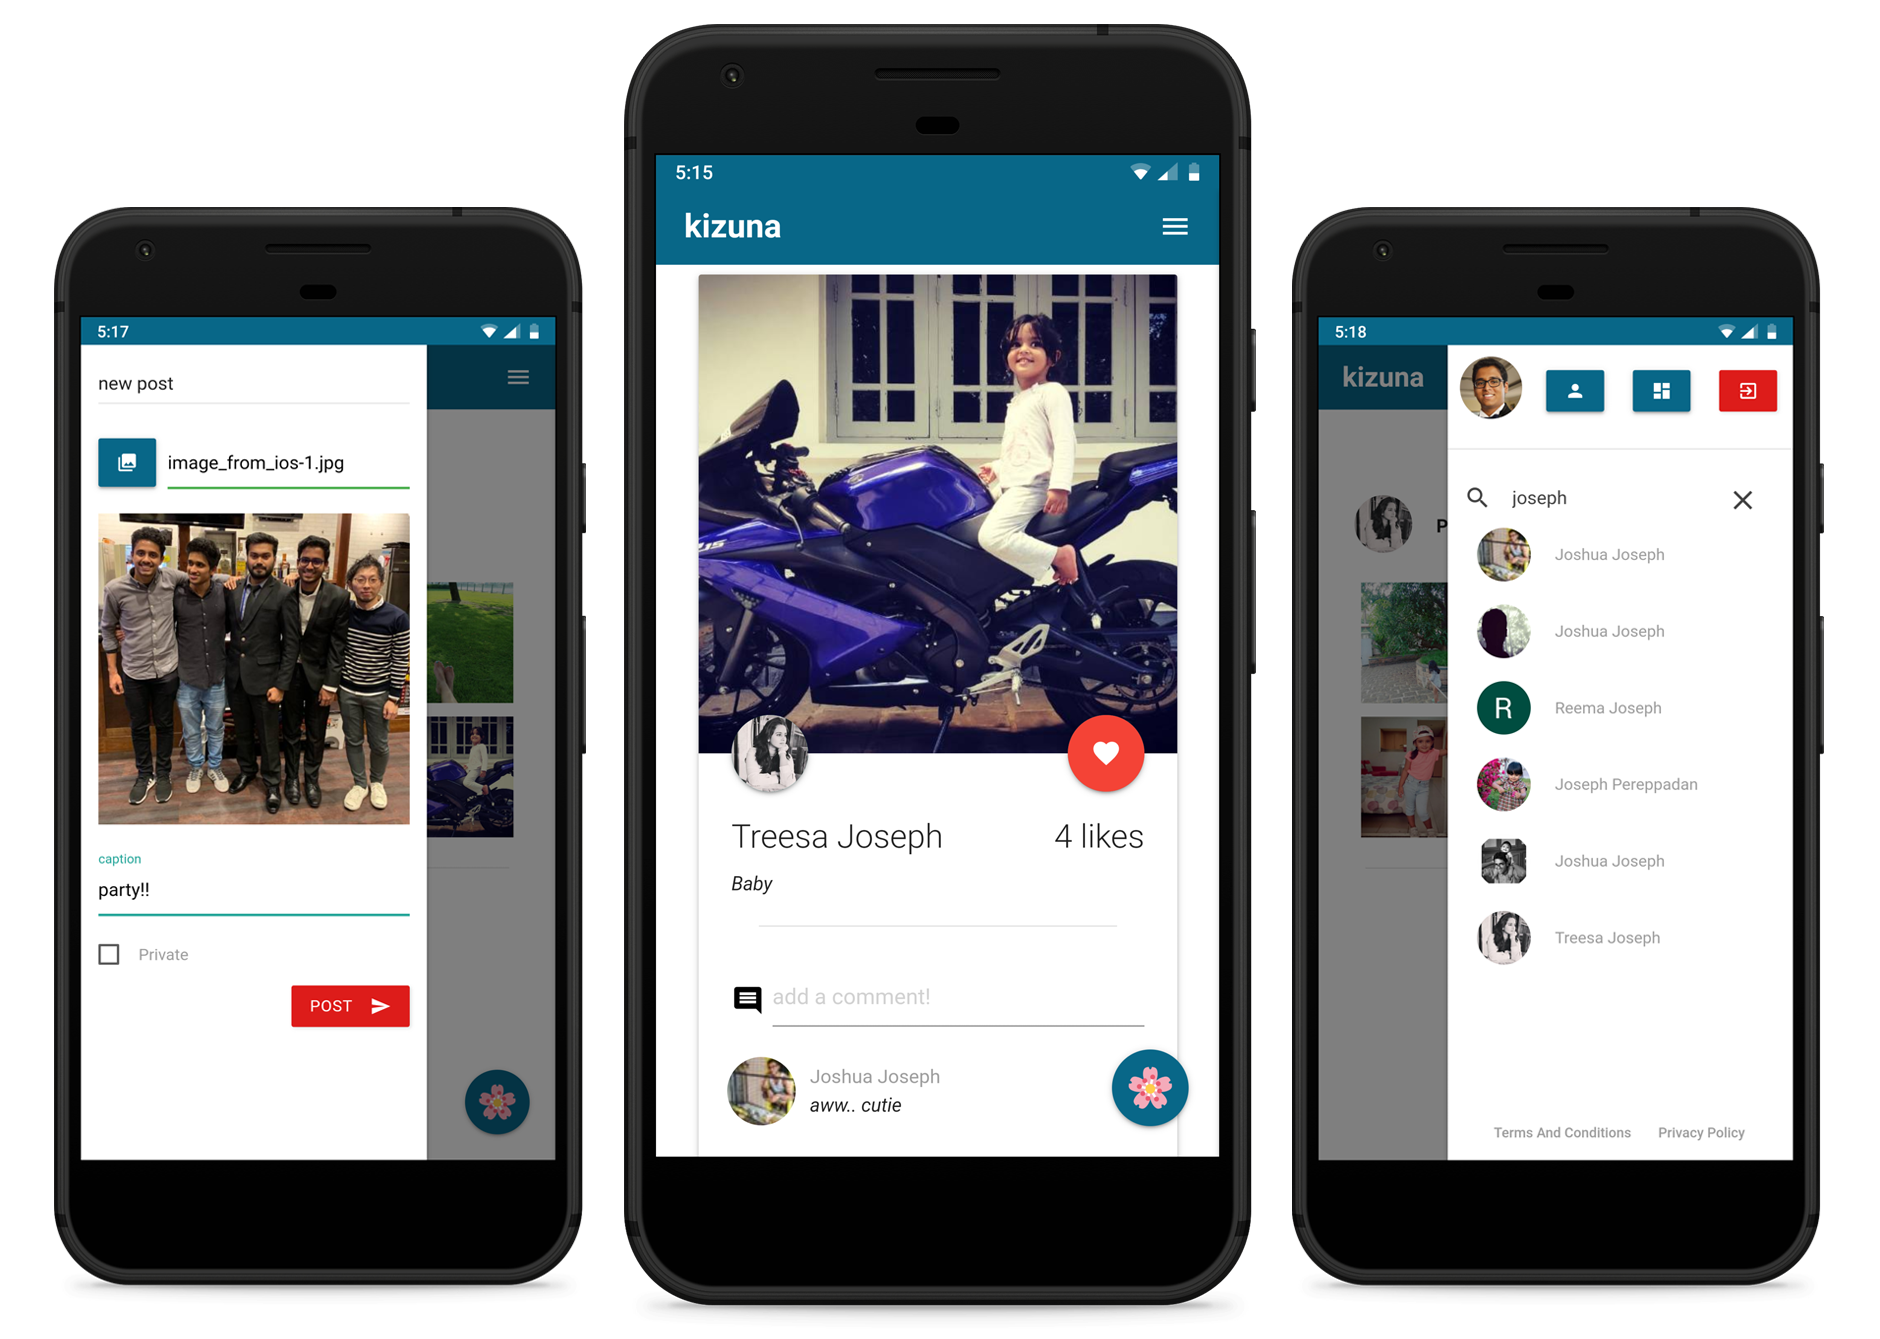 5:17
new post
image_from_ios-1.jpg
caption
party!!
Private
POST
5:15
kizuna
Treesa Joseph
4 likes
Baby
add a comment!
Joshua Joseph
aww.. cutie
5:18
kizuna
P
joseph
Joshua Joseph
Joshua Joseph
R
Reema Joseph
Joseph Pereppadan
Joshua Joseph
Treesa Joseph
Terms And Conditions
Privacy Policy